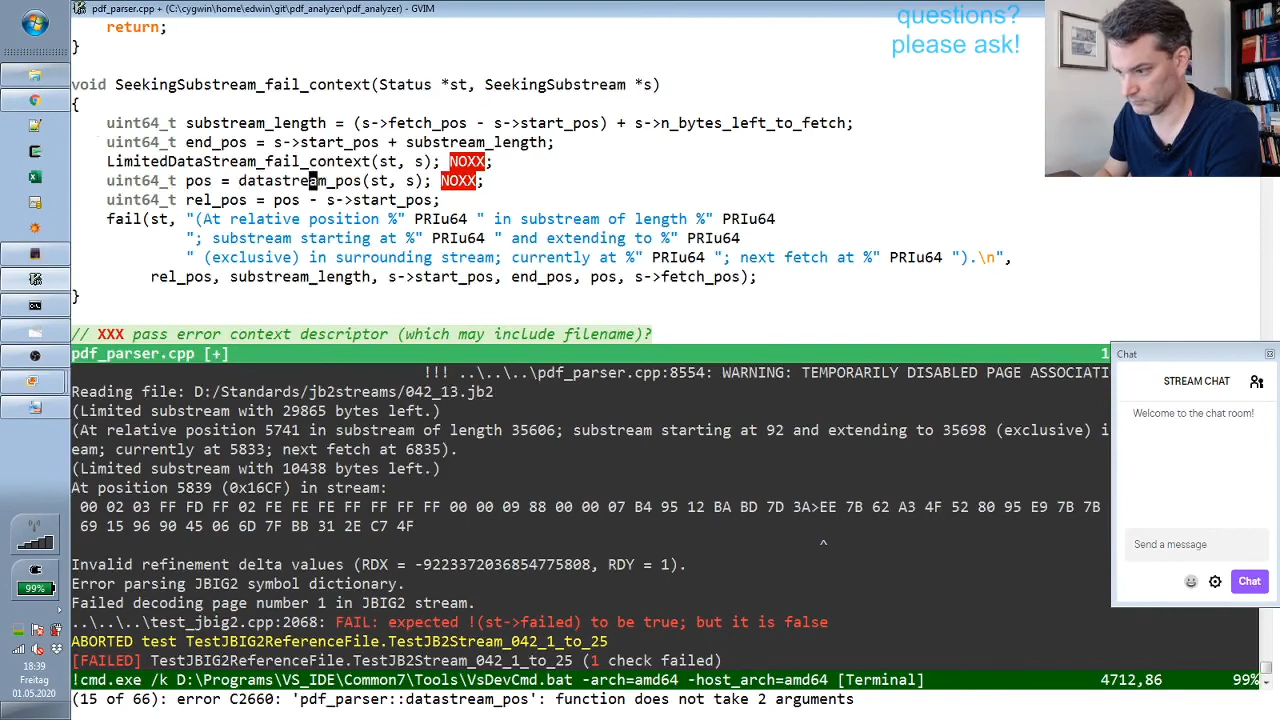 pdf_parser.cpp + (C:\cygwin\home\edwin\git\pdf_analyzer\pdf_analyzer) - GVIM
questions?
please ask!
return;
}
void SeekingSubstream_fail_context(Status *st, SeekingSubstream *s)
{
uint64_t substream_length = (s->fetch_pos - s->start_pos) + s->n_bytes_left_to_fetch;
uint64_t end_pos = s->start_pos + substream_length;
LimitedDataStream_fail_context(st, s); NOXX;
uint64_t pos = datastream_pos(st, s); NOXX;
uint64_t rel_pos = pos - s->start_pos;
fail(st, "(At relative position %" PRIu64 " in substream of length %" PRIu64
"; substream starting at %" PRIu64 " and extending to %" PRIu64
" (exclusive) in surrounding stream; currently at %" PRIu64 "; next fetch at %" PRIu64 ").\n",
rel_pos, substream_length, s->start_pos, end_pos, pos, s->fetch_pos);
}
// XXX pass error context descriptor (which may include filename)?
pdf_parser.cpp [+] 1
!!! ..\..\..\pdf_parser.cpp:8554: WARNING: TEMPORARILY DISABLED PAGE ASSOCIATI
Reading file: D:/Standards/jb2streams/042_13.jb2
(Limited substream with 29865 bytes left.)
(At relative position 5741 in substream of length 35606; substream starting at 92 and extending to 35698 (exclusive) i
eam; currently at 5833; next fetch at 6835).
(Limited substream with 10438 bytes left.)
At position 5839 (0x16CF) in stream:
00 02 03 FF FD FF 02 FE FE FE FF FF FF FF 00 00 09 88 00 00 07 B4 95 12 BA BD 7D 3A>EE 7B 62 A3 4F 52 80 95 E9 7B 7B
69 15 96 90 45 06 6D 7F BB 31 2E C7 4F
^
Invalid refinement delta values (RDX = -9223372036854775808, RDY = 1).
Error parsing JBIG2 symbol dictionary.
Failed decoding page number 1 in JBIG2 stream.
..\..\..\test_jbig2.cpp:2068: FAIL: expected !(st->failed) to be true; but it is false
ABORTED test TestJBIG2ReferenceFile.TestJB2Stream_042_1_to_25
[FAILED] TestJBIG2ReferenceFile.TestJB2Stream_042_1_to_25 (1 check failed)
!cmd.exe /k D:\Programs\VS_IDE\Common7\Tools\VsDevCmd.bat -arch=amd64 -host_arch=amd64 [Terminal] 4712,86 99%
(15 of 66): error C2660: 'pdf_parser::datastream_pos': function does not take 2 arguments
Chat
STREAM CHAT
Welcome to the chat room!
Send a message
Chat
99%
18:39
Freitag
01.05.2020